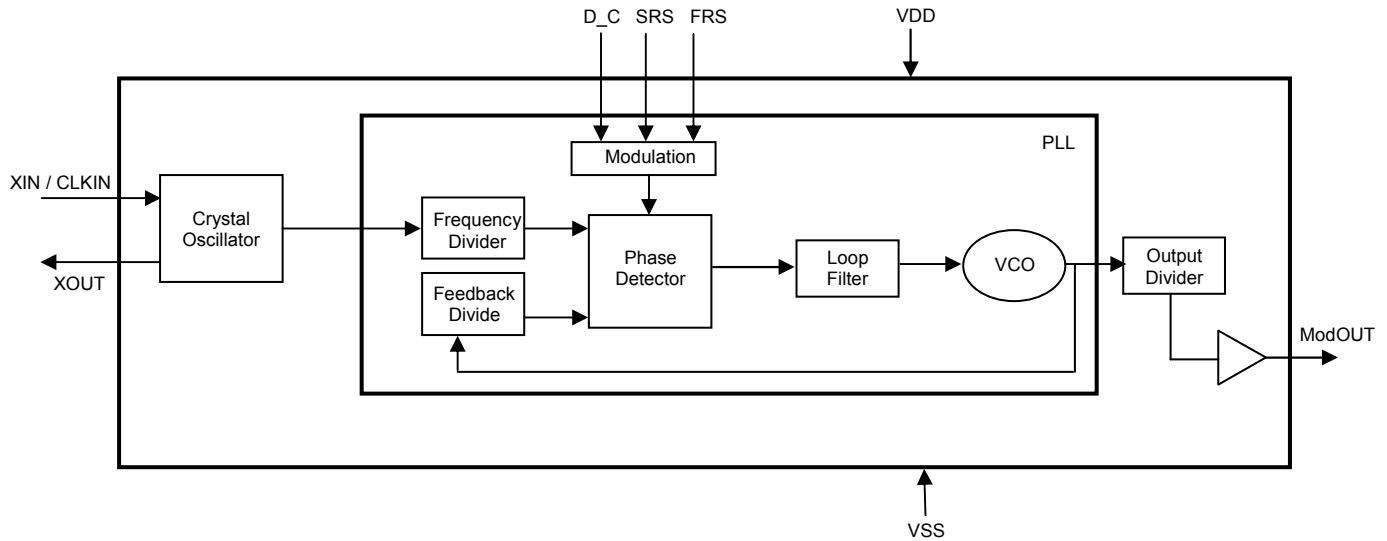 D_C SRS FRS
VDD
PLL
Modulation
XIN / CLKIN
Crystal
Oscillator
XOUT
Frequency
Divider
Feedback
Divide
Phase
Detector
Loop
Filter
VCO
Output
Divider
ModOUT
VSS